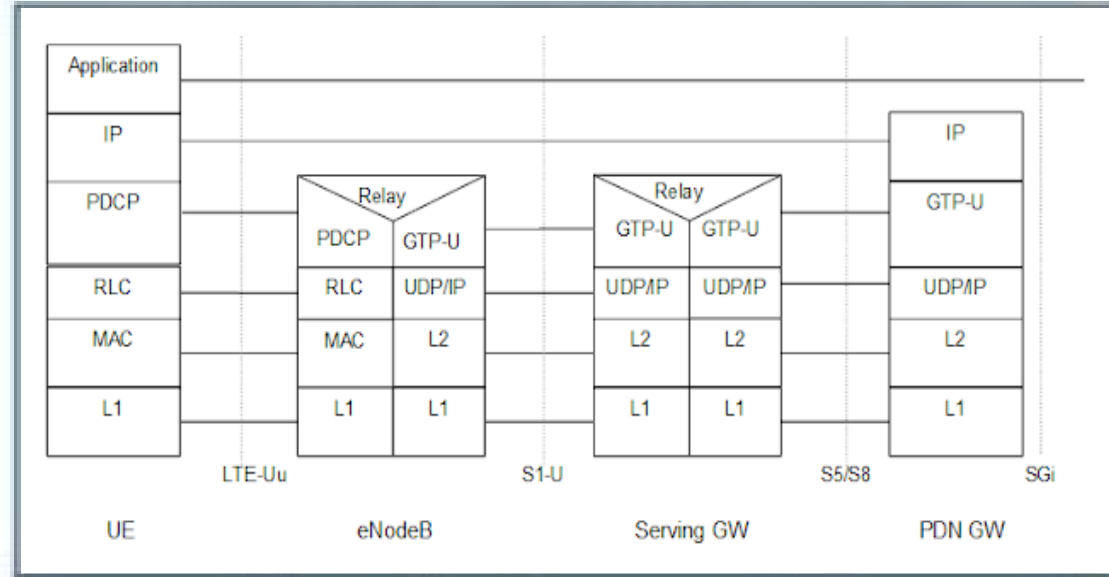 Application
IP
IP
Relay
Relay
PDCP
GTP-U
PDCP
GTP-U
GTP-U
GTP-U
RLC
RLC
UDP/IP
UDP/IP
UDP/IP
UDP/IP
MAC
MAC
L2
L2
L2
L2
L1
L1
L1
L1
L1
L1
LTE-Uu
S1-U
S5/S8
SGi
UE
eNodeB
Serving GW
PDN GW